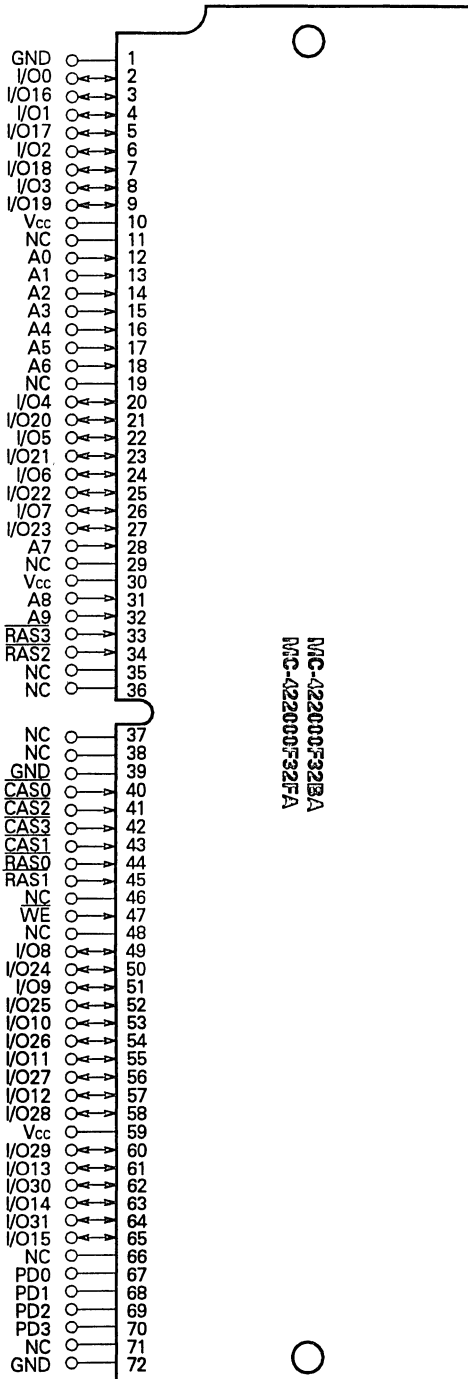 GND 1
I/O0 2
I/O16 3
I/O1 4
I/O17 5
I/O2 6
I/O18 7
I/O3 8
I/O19 9
Vcc 10
NC 11
A0 12
A1 13
A2 14
A3 15
A4 16
A5 17
A6 18
NC 19
I/O4 20
I/O20 21
I/O5 22
I/O21 23
I/O6 24
I/O22 25
I/O7 26
I/O23 27
A7 28
NC 29
Vcc 30
A8 31
A9 32
RAS3 33
RAS2 34
NC 35
NC 36
NC 37
NC 38
GND 39
CAS0 40
CAS2 41
CAS3 42
CAS1 43
RAS0 44
RAS1 45
NC 46
WE 47
NC 48
I/O8 49
I/O24 50
I/O9 51
I/O25 52
I/O10 53
I/O26 54
I/O11 55
I/O27 56
I/O12 57
I/O28 58
Vcc 59
I/O29 60
I/O13 61
I/O30 62
I/O14 63
I/O31 64
I/O15 65
NC 66
PD0 67
PD1 68
PD2 69
PD3 70
NC 71
GND 72
MC-422000F32BA
MC-422000F32FA